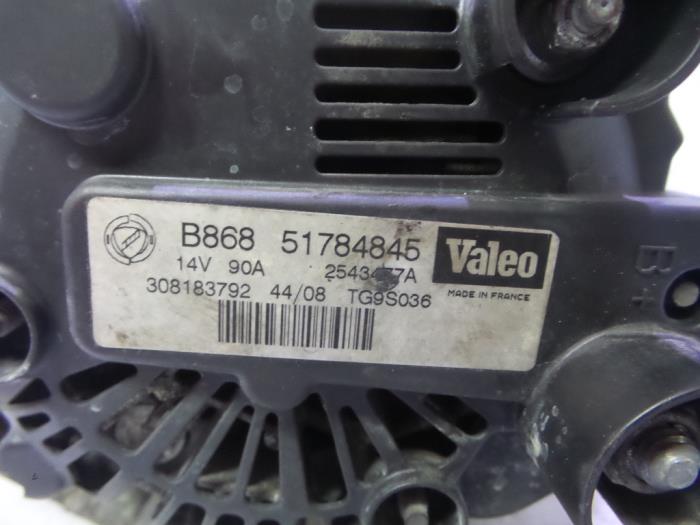 B868 51784845 Valeo
14V 90A
308183792 44/08 TG9S036 MADE IN FRANCE
B+